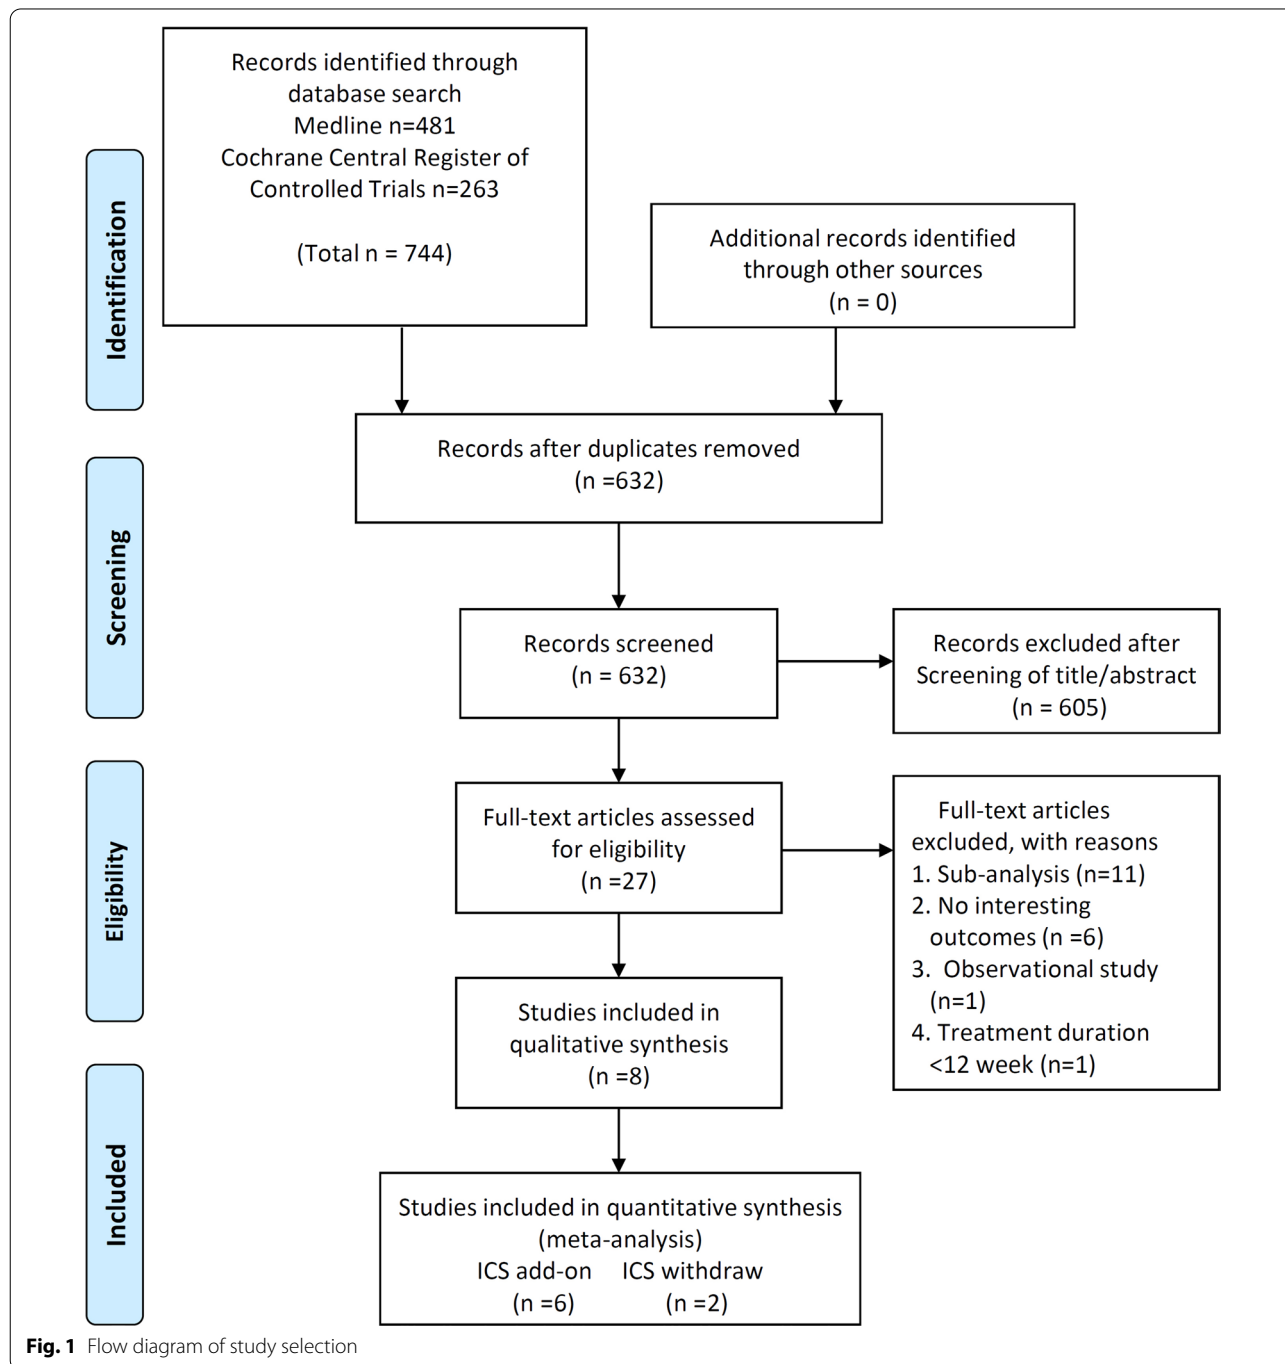 Records identified through
database search
Medline n=481
Cochrane Central Register of
Controlled Trials n=263
(Total n = 744)
Additional records identified
through other sources
(n = 0)
Identification
Records after duplicates removed
(n =632)
Screening
Records screened
(n = 632)
Records excluded after
Screening of title/abstract
(n = 605)
Eligibility
Full-text articles assessed
for eligibility
(n =27)
Full-text articles
excluded, with reasons
1. Sub-analysis (n=11)
2. No interesting
outcomes (n =6)
3. Observational study
(n=1)
4. Treatment duration
<12 week (n=1)
Studies included in
qualitative synthesis
(n =8)
Included
Studies included in quantitative synthesis
(meta-analysis)
ICS add-on ICS withdraw
(n =6) (n =2)
Fig. 1 Flow diagram of study selection